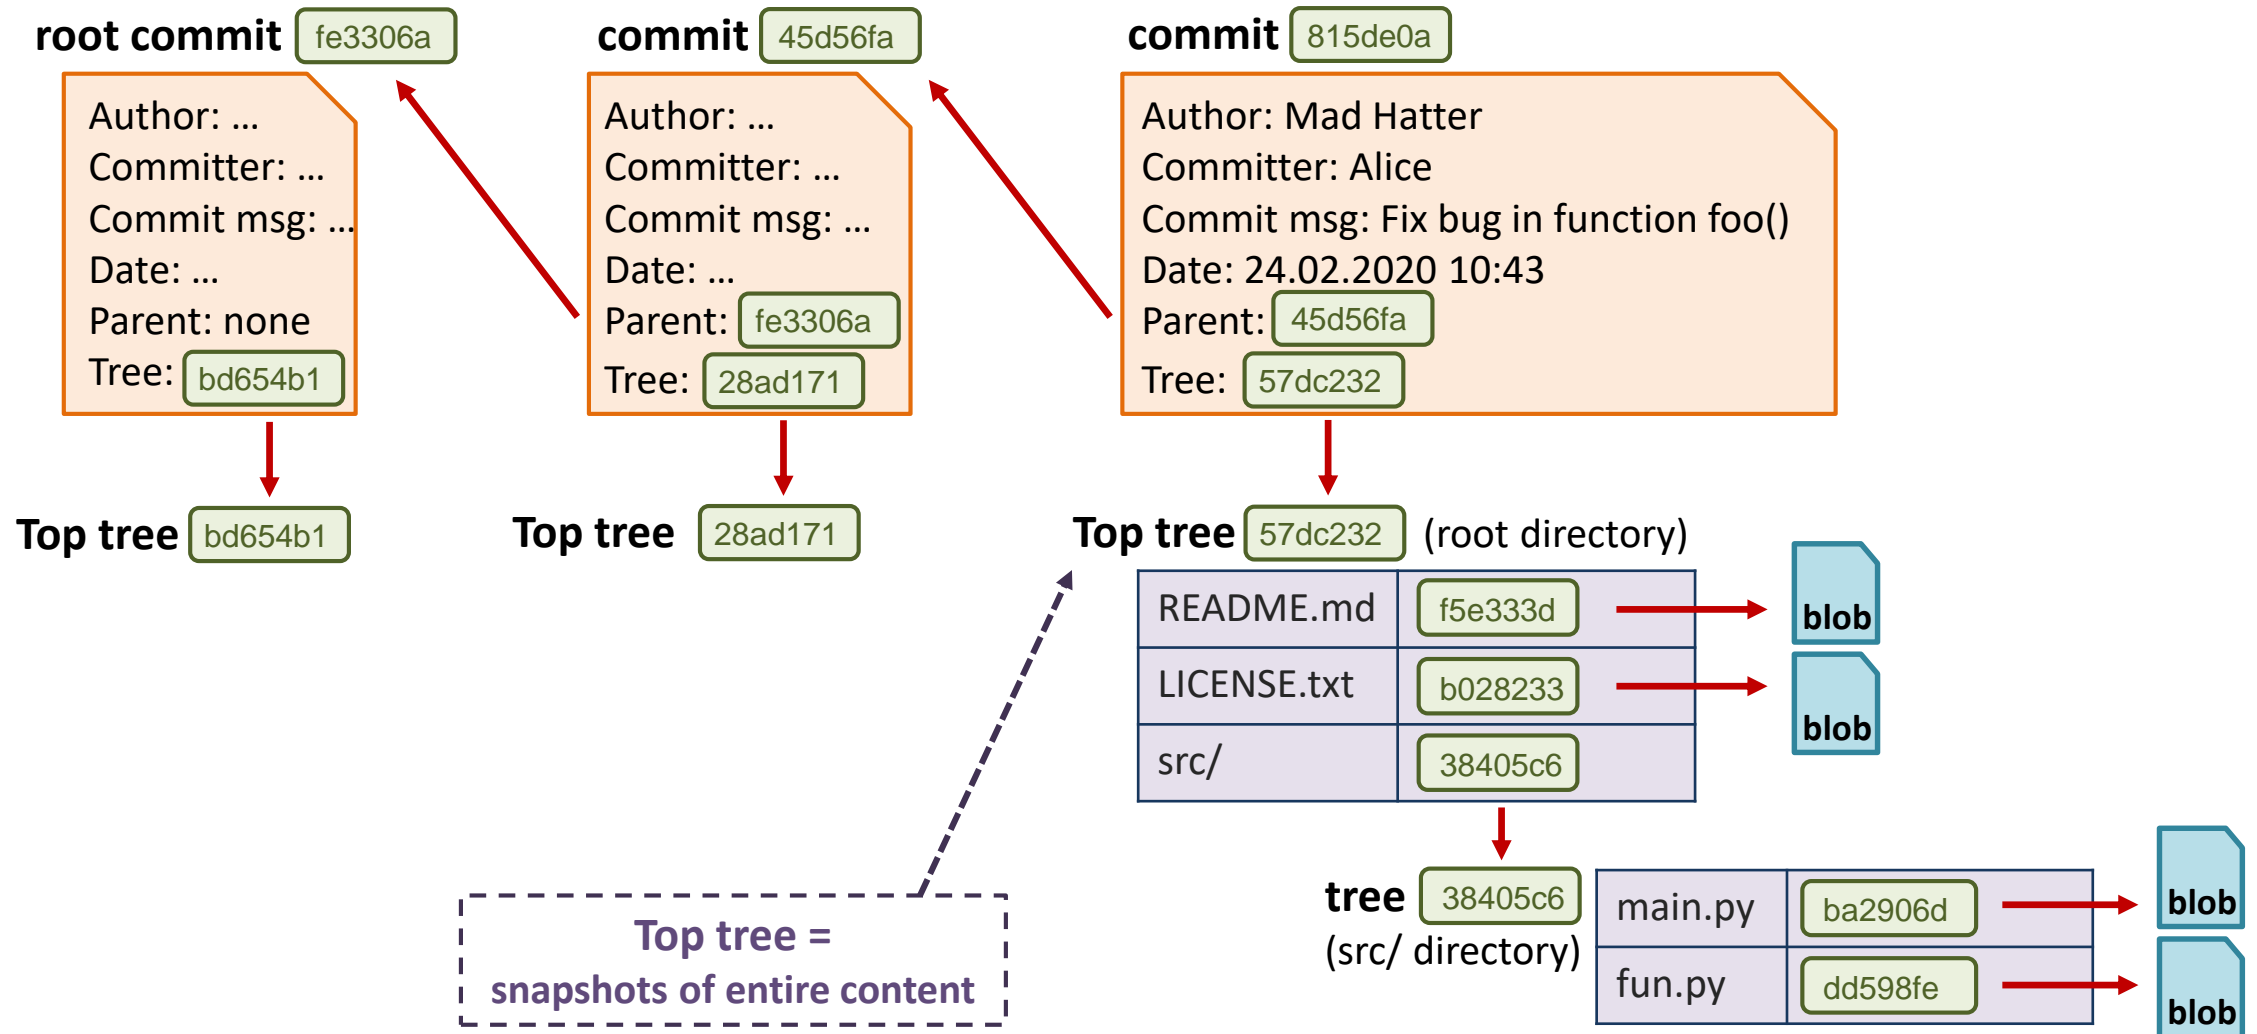 root commit fe3306a
Author: ...
Committer: ...
Commit msg: ...
Date: ...
Parent: none
Tree: bd654b1
Top tree bd654b1
commit 45d56fa
Author: ...
Committer: ...
Commit msg: ...
Date: ...
Parent: fe3306a
Tree: 28ad171
Top tree 28ad171
commit 815de0a
Author: Mad Hatter
Committer: Alice
Commit msg: Fix bug in function foo()
Date: 24.02.2020 10:43
Parent: 45d56fa
Tree: 57dc232
Top tree 57dc232 (root directory)
README.md f5e333d blob
LICENSE.txt b028233 blob
src/ 38405c6
tree 38405c6
(src/ directory)
main.py ba2906d blob
fun.py dd598fe blob
Top tree =
snapshots of entire content